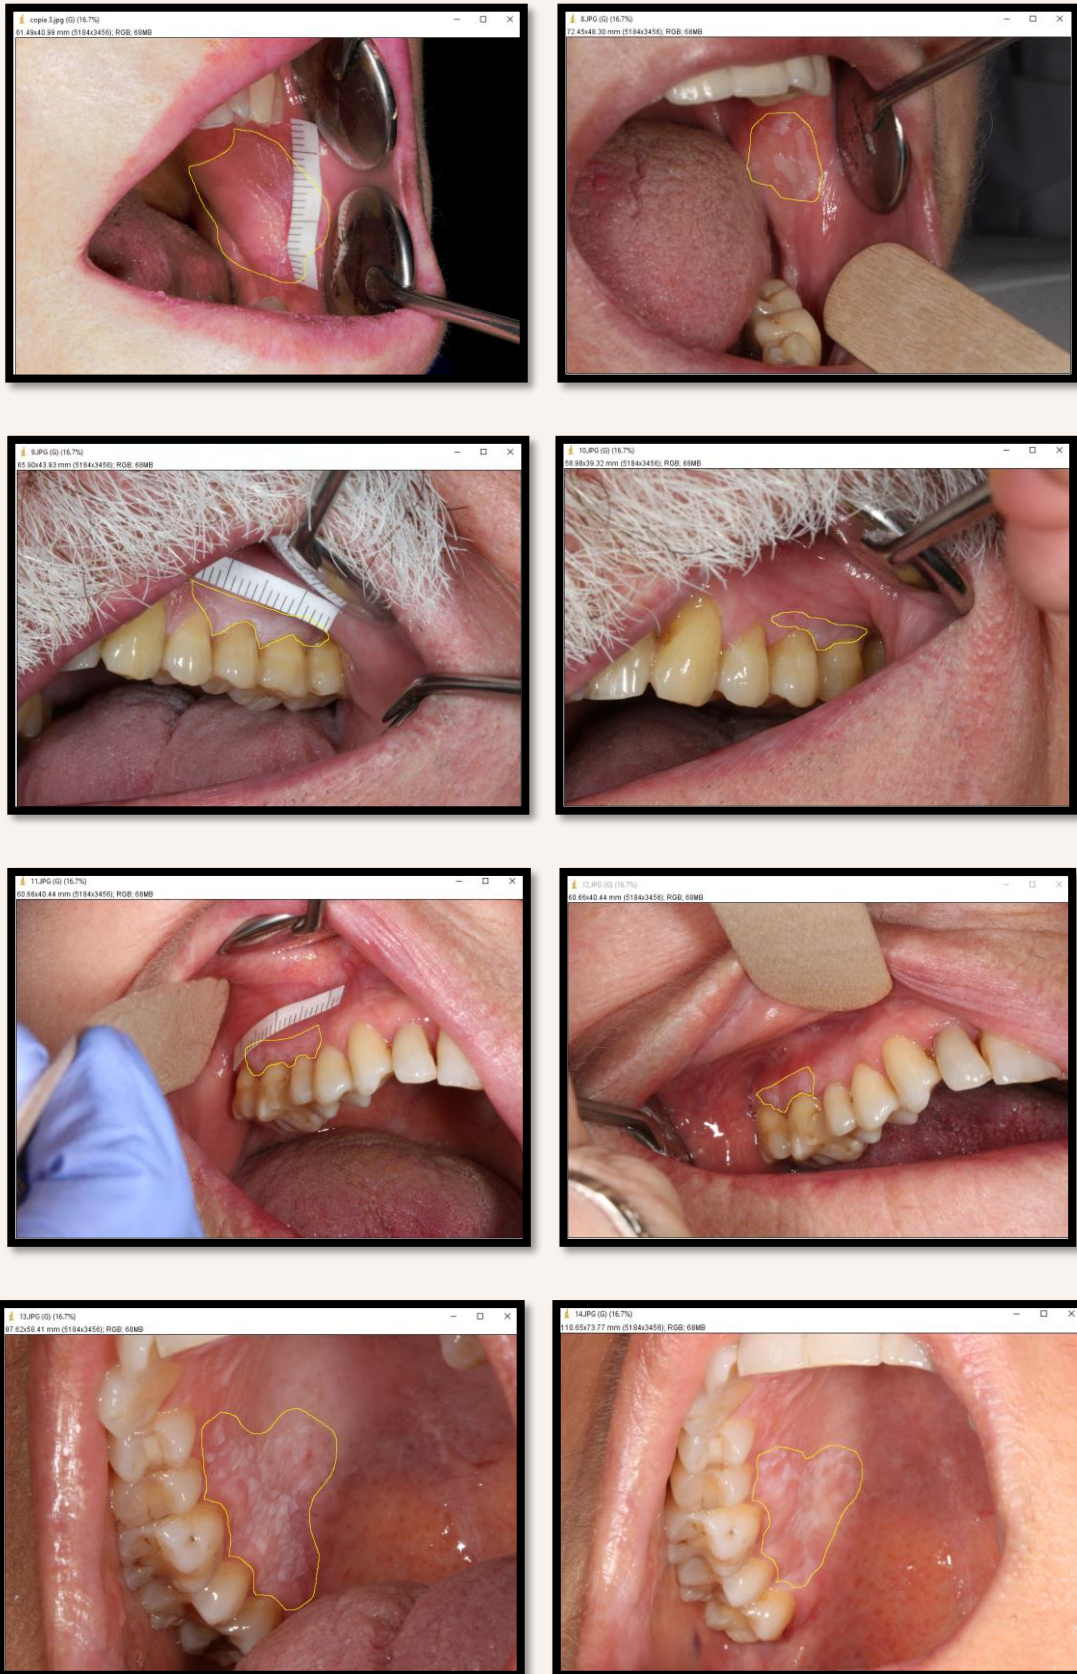 copia 3.jpg (G) (16.7%)
61.49x40.99 mm (5184x3456); RGB; 68MB
8.JPG (G) (16.7%)
72.45x48.30 mm (5184x3456); RGB; 68MB
9.JPG (G) (16.7%)
65.90x43.93 mm (5184x3456); RGB; 68MB
10.JPG (G) (16.7%)
58.98x39.32 mm (5184x3456); RGB; 68MB
11.JPG (G) (16.7%)
60.66x40.44 mm (5184x3456); RGB; 68MB
12.JPG (G) (16.7%)
60.66x40.44 mm (5184x3456); RGB; 68MB
13.JPG (G) (16.7%)
87.62x58.41 mm (5184x3456); RGB; 68MB
14.JPG (G) (16.7%)
110.65x73.77 mm (5184x3456); RGB; 68MB